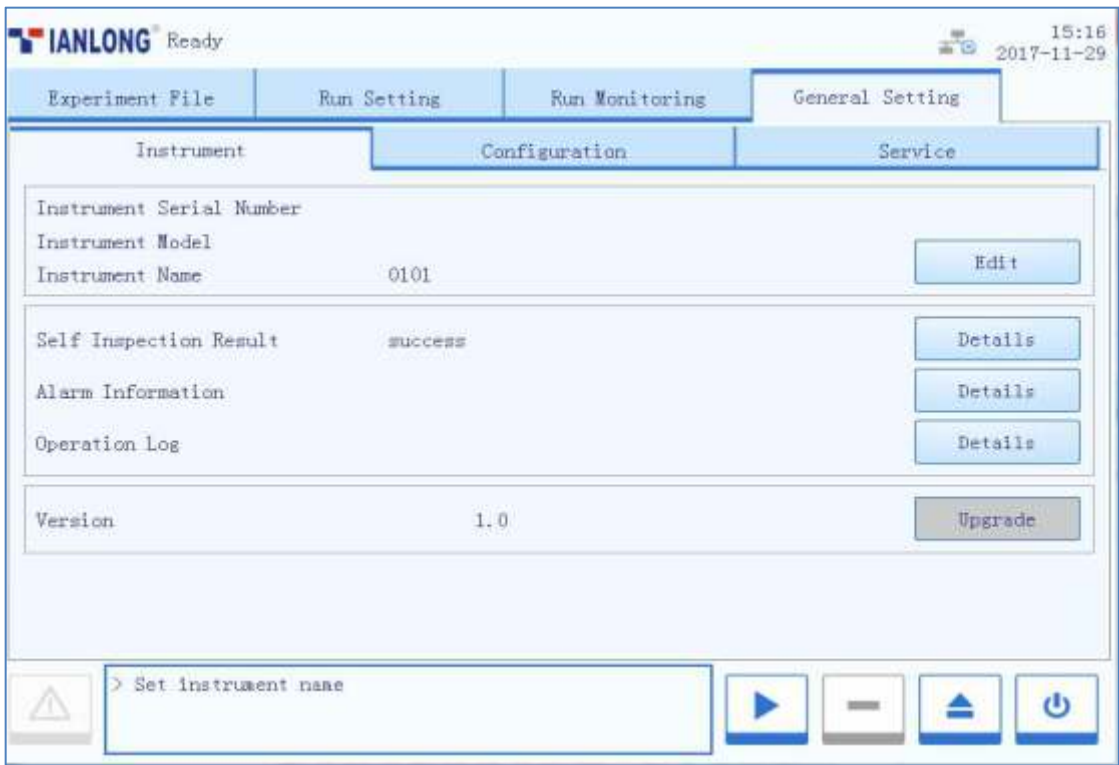 TIANLONG® Ready
15:16
2017-11-29
Experiment File Run Setting Run Monitoring General Setting
Instrument Configuration Service
Instrument Serial Number
Instrument Model
Instrument Name 0101 Edit
Self Inspection Result success Details
Alarm Information Details
Operation Log Details
Version 1.0 Upgrade
> Set instrument name